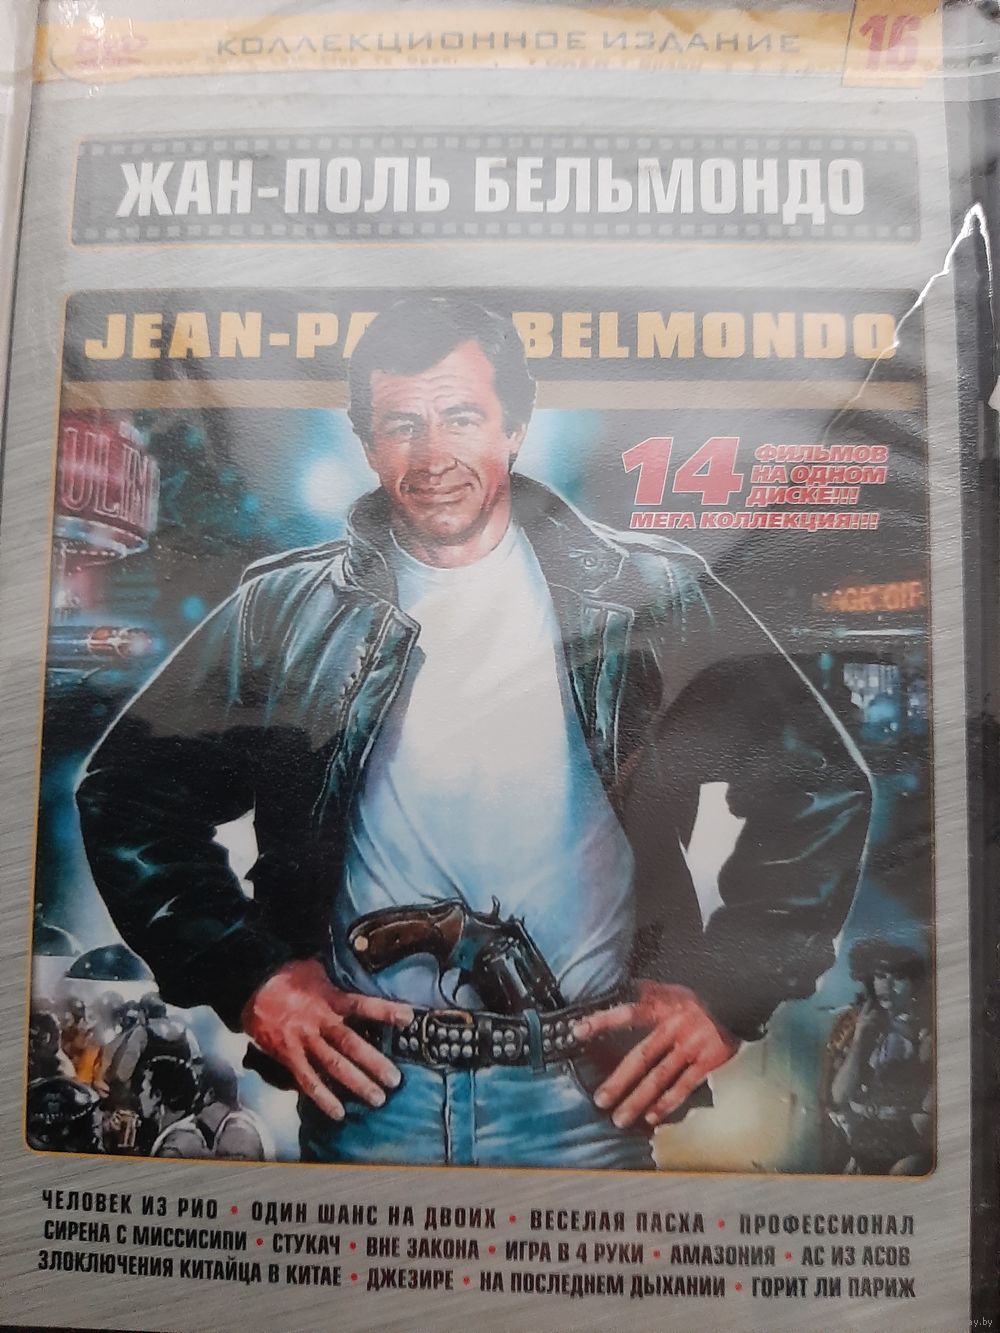 DVD
КОЛЛЕКЦИОННОЕ ИЗДАНИЕ
16
ЖАН-ПОЛЬ БЕЛЬМОНДО
JEAN-PA BELMONDO
14 ФИЛЬМОВ
НА ОДНОМ
ДИСКЕ!!!
МЕГА КОЛЛЕКЦИЯ!!!
ЧЕЛОВЕК ИЗ РИО • ОДИН ШАНС НА ДВОИХ • ВЕСЕЛАЯ ПАСХА • ПРОФЕССИОНАЛ
СИРЕНА С МИССИСИПИ • СТУКАЧ • ВНЕ ЗАКОНА • ИГРА В 4 РУКИ • АМАЗОНИЯ • АС ИЗ АСОВ
ЗЛОКЛЮЧЕНИЯ КИТАЙЦА В КИТАЕ • ДЖЕЗИРЕ • НА ПОСЛЕДНЕМ ДЫХАНИИ • ГОРИТ ЛИ ПАРИЖ